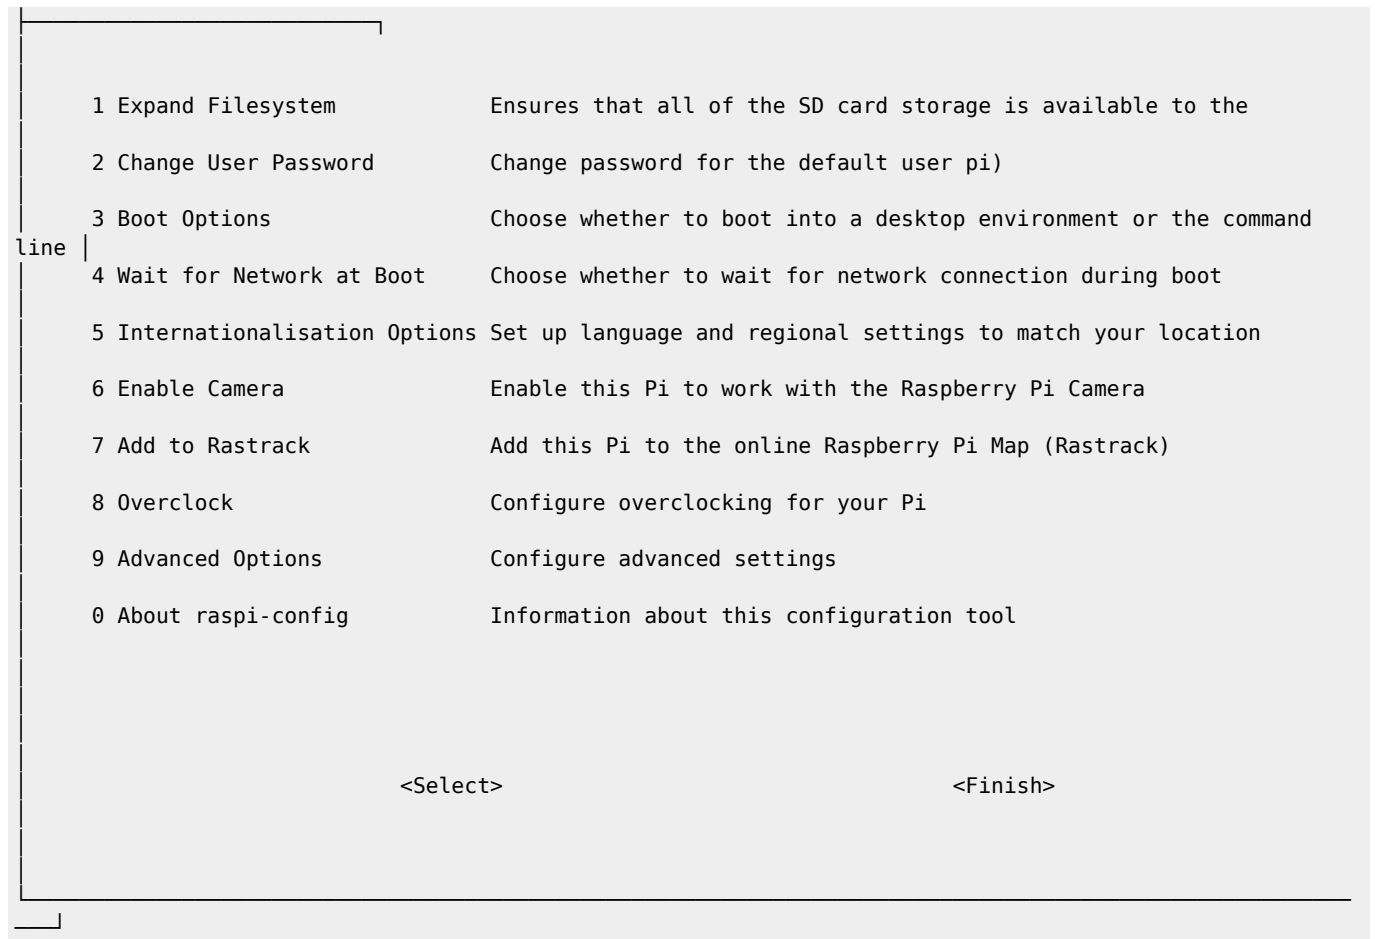 1 Expand Filesystem Ensures that all of the SD card storage is available to the
2 Change User Password Change password for the default user pi)
3 Boot Options Choose whether to boot into a desktop environment or the command
line
4 Wait for Network at Boot Choose whether to wait for network connection during boot
5 Internationalisation Options Set up language and regional settings to match your location
6 Enable Camera Enable this Pi to work with the Raspberry Pi Camera
7 Add to Rastrack Add this Pi to the online Raspberry Pi Map (Rastrack)
8 Overclock Configure overclocking for your Pi
9 Advanced Options Configure advanced settings
0 About raspi-config Information about this configuration tool
<Select> <Finish>